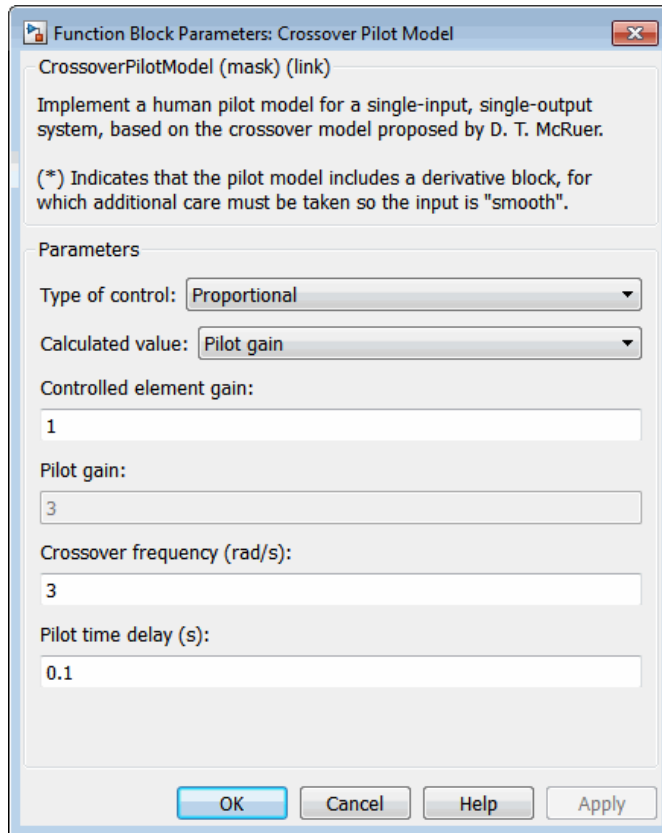 Function Block Parameters: Crossover Pilot Model
CrossoverPilotModel (mask) (link)
Implement a human pilot model for a single-input, single-output
system, based on the crossover model proposed by D. T. McRuer.
(*) Indicates that the pilot model includes a derivative block, for
which additional care must be taken so the input is "smooth".
Parameters
Type of control: Proportional
Calculated value: Pilot gain
Controlled element gain:
1
Pilot gain:
3
Crossover frequency (rad/s):
3
Pilot time delay (s):
0.1
OK Cancel Help Apply